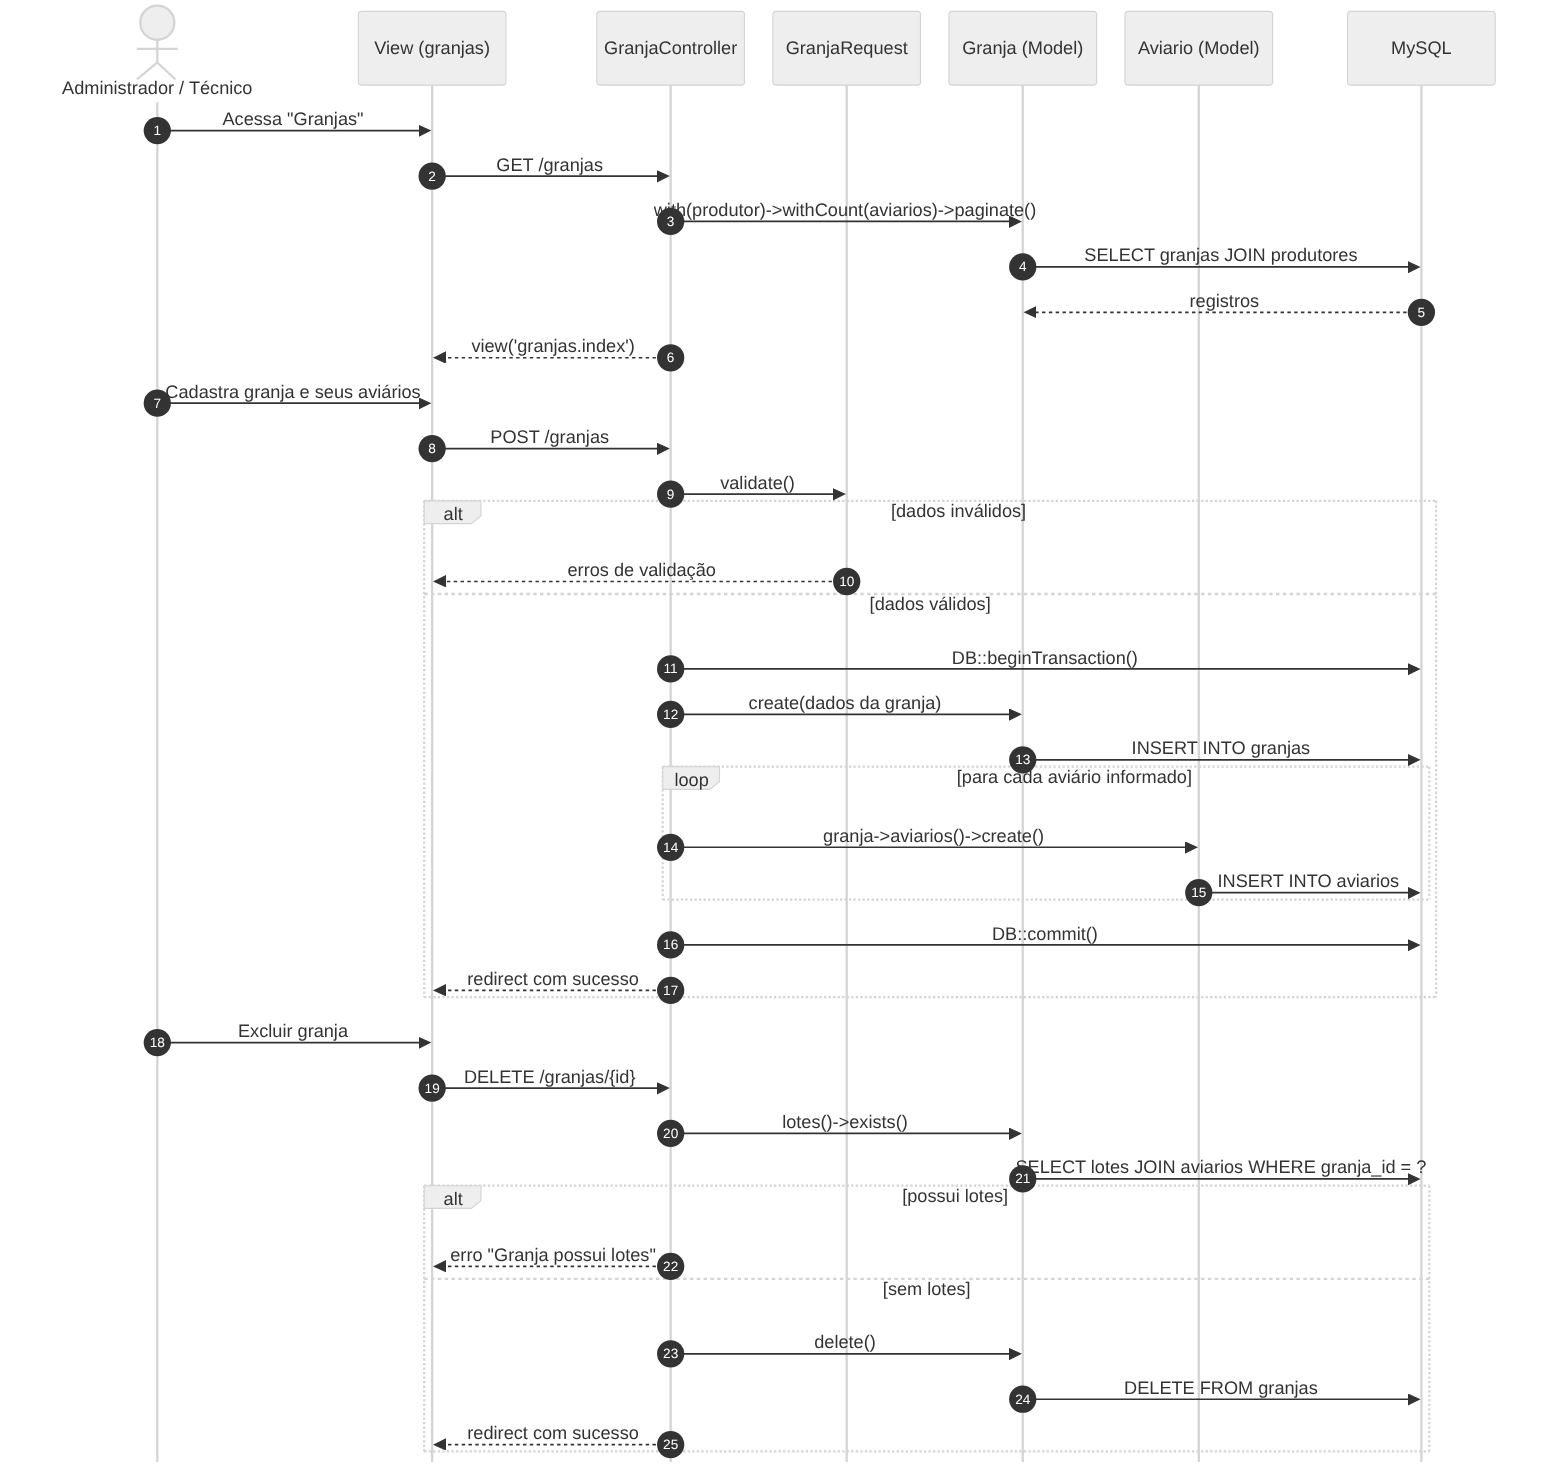 Administrador / Técnico
View (granjas)
GranjaController
GranjaRequest
Granja (Model)
Aviario (Model)
MySQL
1 Acessa "Granjas"
2 GET /granjas
3 with(produtor)->withCount(aviarios)->paginate()
4 SELECT granjas JOIN produtores
registros 5
view('granjas.index') 6
7 Cadastra granja e seus aviários
8 POST /granjas
9 validate()
alt [dados inválidos]
erros de validação 10
[dados válidos]
11 DB::beginTransaction()
12 create(dados da granja)
13 INSERT INTO granjas
loop [para cada aviário informado]
14 granja->aviarios()->create()
15 INSERT INTO aviarios
16 DB::commit()
redirect com sucesso 17
18 Excluir granja
19 DELETE /granjas/{id}
20 lotes()->exists()
21 SELECT lotes JOIN aviarios WHERE granja_id = ?
alt [possui lotes]
erro "Granja possui lotes" 22
[sem lotes]
23 delete()
24 DELETE FROM granjas
redirect com sucesso 25